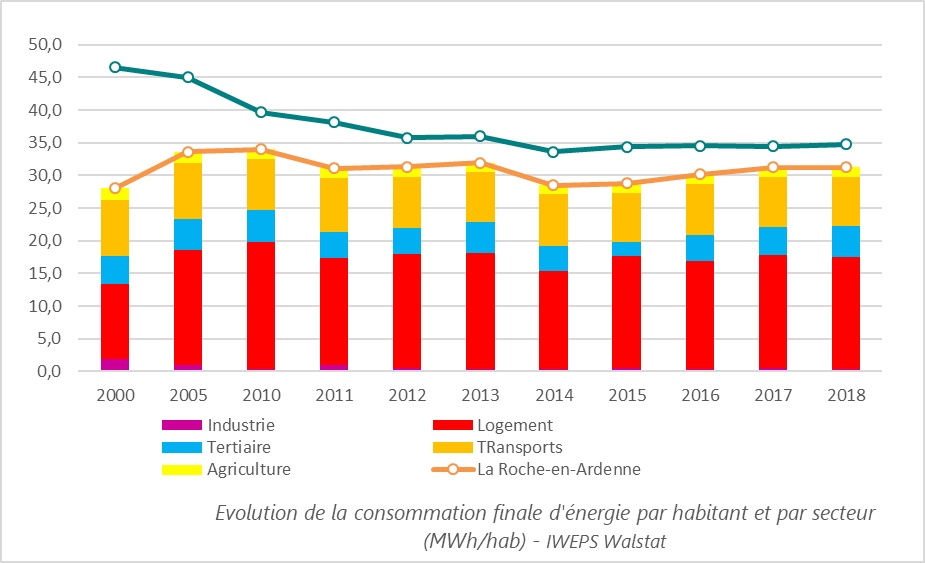 50,0
45,0
40,0
35,0
30,0
25,0
20,0
15,0
10,0
5,0
0,0
2000 2005 2010 2011 2012 2013 2014 2015 2016 2017 2018
Industrie Logement
Tertiaire TRansports
Agriculture La Roche-en-Ardenne
Evolution de la consommation finale d'énergie par habitant et par secteur
(MWh/hab) - IWEPS Walstat